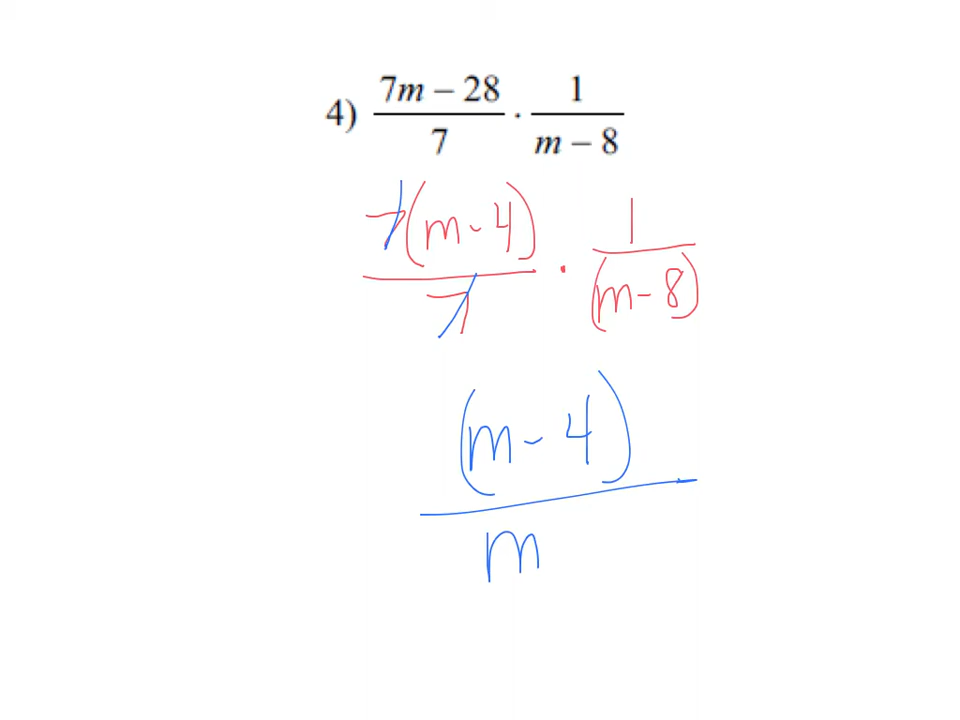 4) 7m – 28 / 7 · 1 / m – 8
7(m - 4) / 7 · 1 / (m - 8)
(m - 4) / m